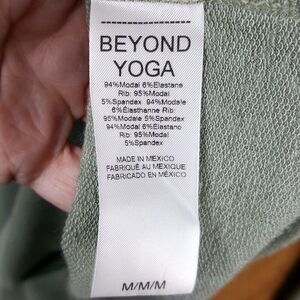 BEYOND
YOGA
94%Modal 6%Elastane
Rib: 95%Modal
5%Spandex 94%Modale
6%Élasthanne Rib:
95%Modale 5%Spandex
94%Modal 6%Elastano
Rib: 95%Modal
5%Spandex
MADE IN MEXICO
FABRIQUÉ AU MEXIQUE
FABRICADO EN MÉXICO
M/M/M